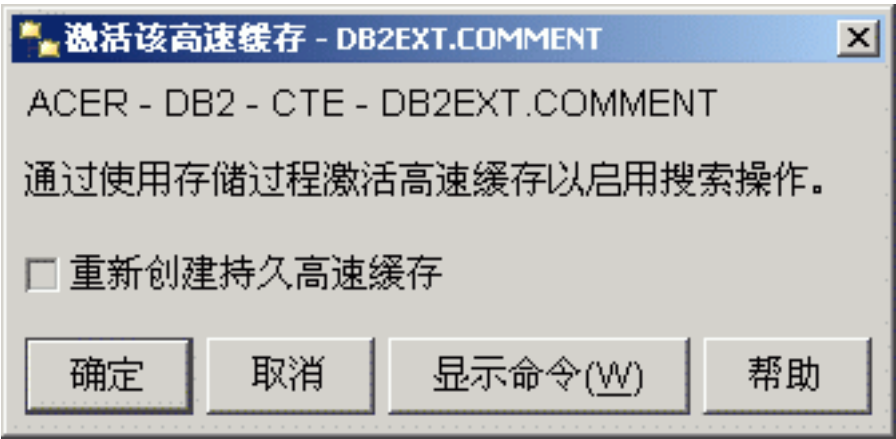 激活该高速缓存 - DB2EXT.COMMENT
ACER - DB2 - CTE - DB2EXT.COMMENT
通过使用存储过程激活高速缓存以启用搜索操作。
重新创建持久高速缓存
确定 取消 显示命令(W) 帮助